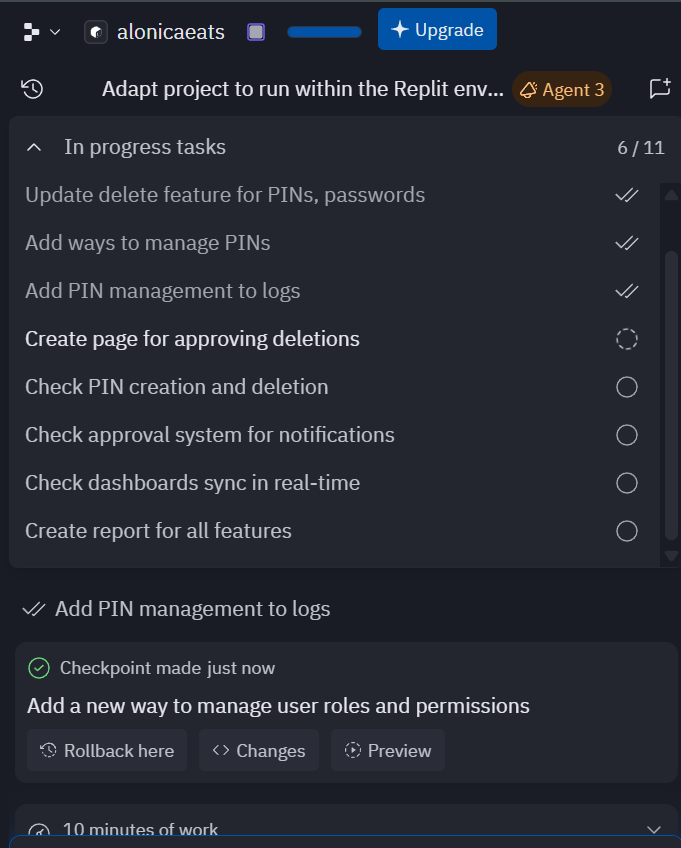 alonicaeats
Upgrade
Adapt project to run within the Replit env...
Agent 3
In progress tasks
6 / 11
Update delete feature for PINs, passwords
Add ways to manage PINs
Add PIN management to logs
Create page for approving deletions
Check PIN creation and deletion
Check approval system for notifications
Check dashboards sync in real-time
Create report for all features
Add PIN management to logs
Checkpoint made just now
Add a new way to manage user roles and permissions
Rollback here
Changes
Preview
10 minutes of work